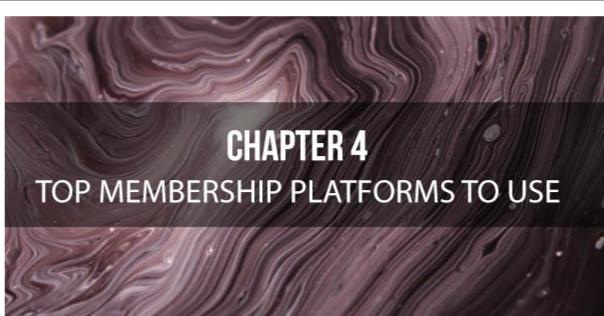 CHAPTER 4
TOP MEMBERSHIP PLATFORMS TO USE